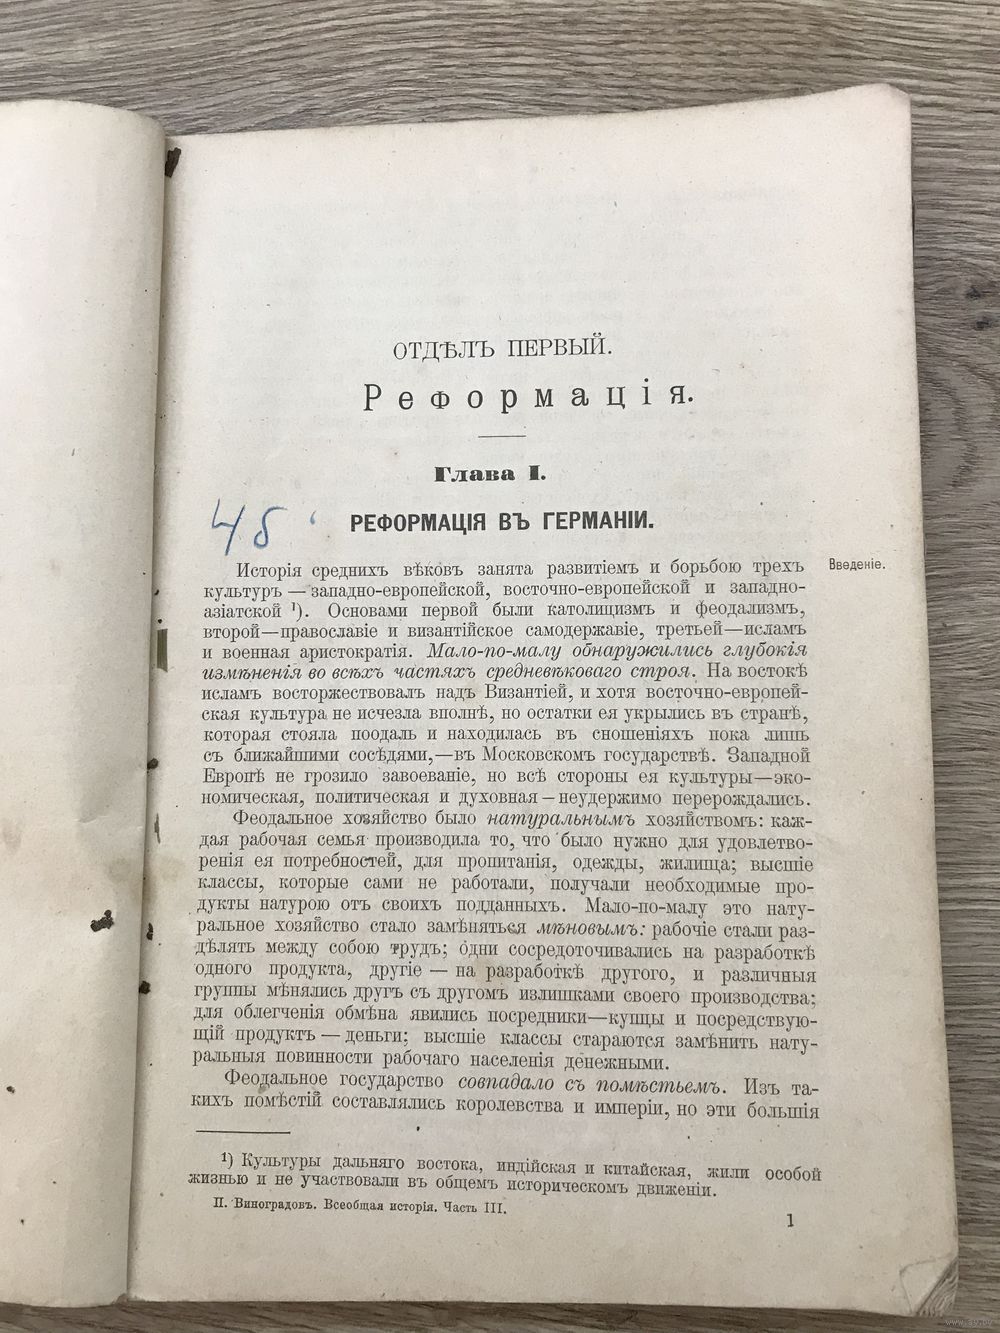 ОТДѢЛЪ ПЕРВЫЙ.
Реформація.
Глава I.
45
РЕФОРМАЦІЯ ВЪ ГЕРМАНІИ.
Введеніе.
Исторія среднихъ вѣковъ занята развитіемъ и борьбою трехъ
культуръ — западно-европейской, восточно-европейской и западно-
азіатской ¹). Основами первой были католицизмъ и феодализмъ,
второй—православіе и византійское самодержавіе, третьей—исламъ
и военная аристократія. Мало-по-малу обнаружились глубокія
измѣненія во всѣхъ частяхъ средневѣковаго строя. На востокѣ
исламъ восторжествовалъ надъ Византіей, и хотя восточно-европей-
ская культура не исчезла вполнѣ, но остатки ея укрылись въ странѣ,
которая стояла поодаль и находилась въ сношеніяхъ пока лишь
съ ближайшими сосѣдями,—въ Московскомъ государствѣ. Западной
Европѣ не грозило завоеваніе, но всѣ стороны ея культуры—эко-
номическая, политическая и духовная—неудержимо перерождались.
Феодальное хозяйство было натуральнымъ хозяйствомъ: каж-
дая рабочая семья производила то, что было нужно для удовлетво-
ренія ея потребностей, для пропитанія, одежды, жилища; высшіе
классы, которые сами не работали, получали необходимые про-
дукты натурою отъ своихъ подданныхъ. Мало-по-малу это нату-
ральное хозяйство стало замѣняться мѣновымъ: рабочіе стали раз-
дѣлять между собою трудъ; одни сосредоточивались на разработкѣ
одного продукта, другіе — на разработкѣ другого, и различныя
группы мѣнялись другъ съ другомъ излишками своего производства;
для облегченія обмѣна явились посредники—купцы и посредствую-
щій продуктъ — деньги; высшіе классы стараются замѣнить нату-
ральныя повинности рабочаго населенія денежными.
Феодальное государство совпадало съ помѣстьемъ. Изъ та-
кихъ помѣстій составлялись королевства и имперіи, но эти большія
¹) Культуры дальняго востока, индійская и китайская, жили особой
жизнью и не участвовали въ общемъ историческомъ движеніи.
П. Виноградовъ. Всеобщая исторія. Часть III.
1
www.ay.by